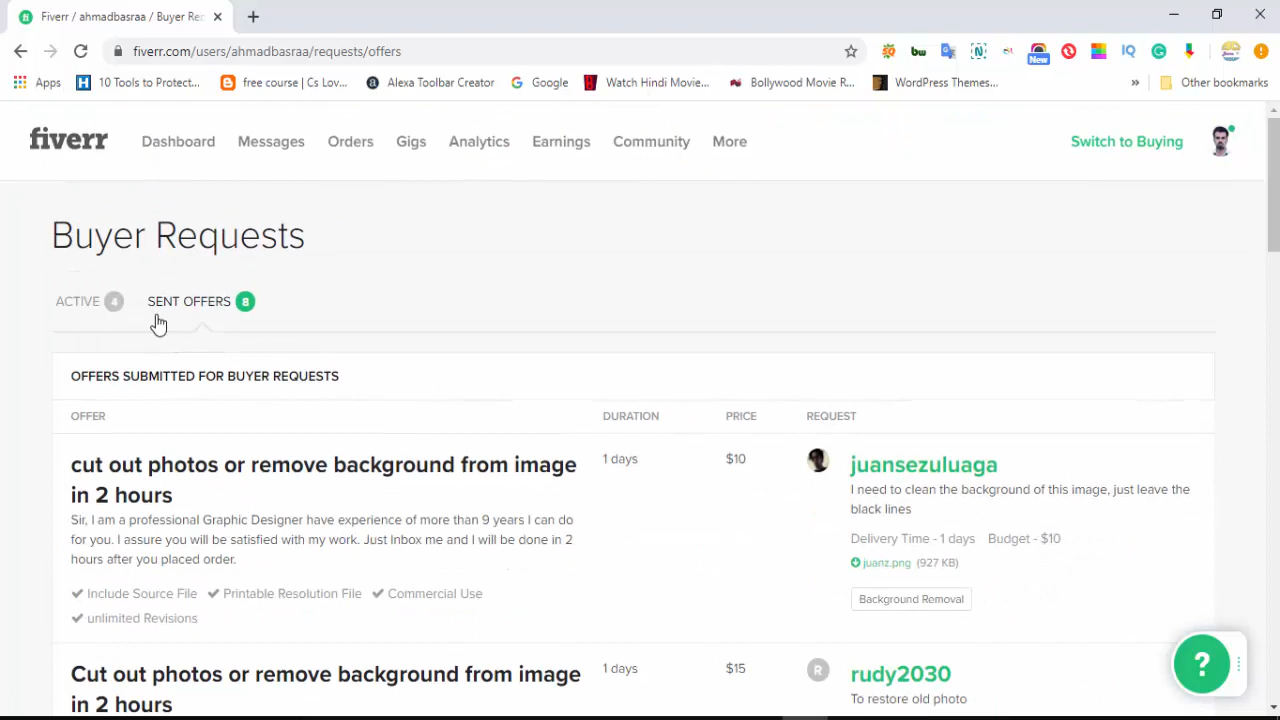 Fiverr / ahmadbasraa / Buyer Rec
fiverr.com/users/ahmadbasraa/requests/offers
New
Apps 10 Tools to Protect... free course | Cs Lov... Alexa Toolbar Creator Google Watch Hindi Movie... Bollywood Movie R... WordPress Themes... » Other bookmarks
fiverr Dashboard Messages Orders Gigs Analytics Earnings Community More Switch to Buying
Buyer Requests
ACTIVE 4 SENT OFFERS 8
OFFERS SUBMITTED FOR BUYER REQUESTS
OFFER DURATION PRICE REQUEST
cut out photos or remove background from image
in 2 hours
Sir, I am a professional Graphic Designer have experience of more than 9 years I can do
for you. I assure you will be satisfied with my work. Just Inbox me and I will be done in 2
hours after you placed order.
Include Source File Printable Resolution File Commercial Use
unlimited Revisions
1 days $10
juansezuluaga
I need to clean the background of this image, just leave the
black lines
Delivery Time - 1 days Budget - $10
juanz.png (927 KB)
Background Removal
Cut out photos or remove background from image
in 2 hours
1 days $15
R rudy2030
To restore old photo
?